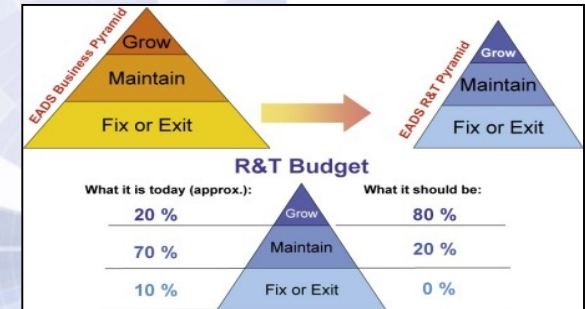 EADS Business Pyramid
Grow
Maintain
Fix or Exit
EADS R&T Pyramid
Grow
Maintain
Fix or Exit
R&T Budget
What it is today (approx.):
What it should be:
20 %
Grow
80 %
70 %
Maintain
20 %
10 %
Fix or Exit
0 %